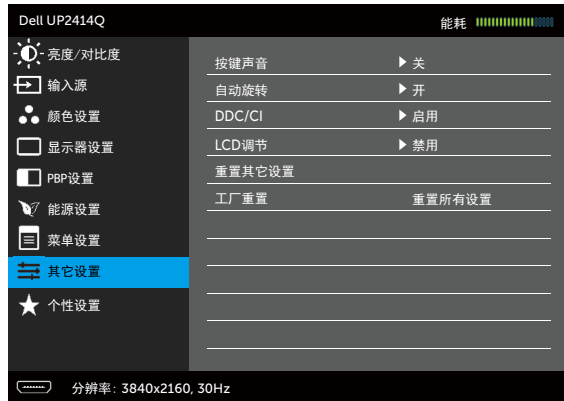 Dell UP2414Q
能耗
亮度/对比度
输入源
颜色设置
显示器设置
PBP设置
能源设置
菜单设置
其它设置
个性设置
按键声音 关
自动旋转 开
DDC/CI 启用
LCD调节 禁用
重置其它设置
工厂重置 重置所有设置
分辨率: 3840x2160, 30Hz